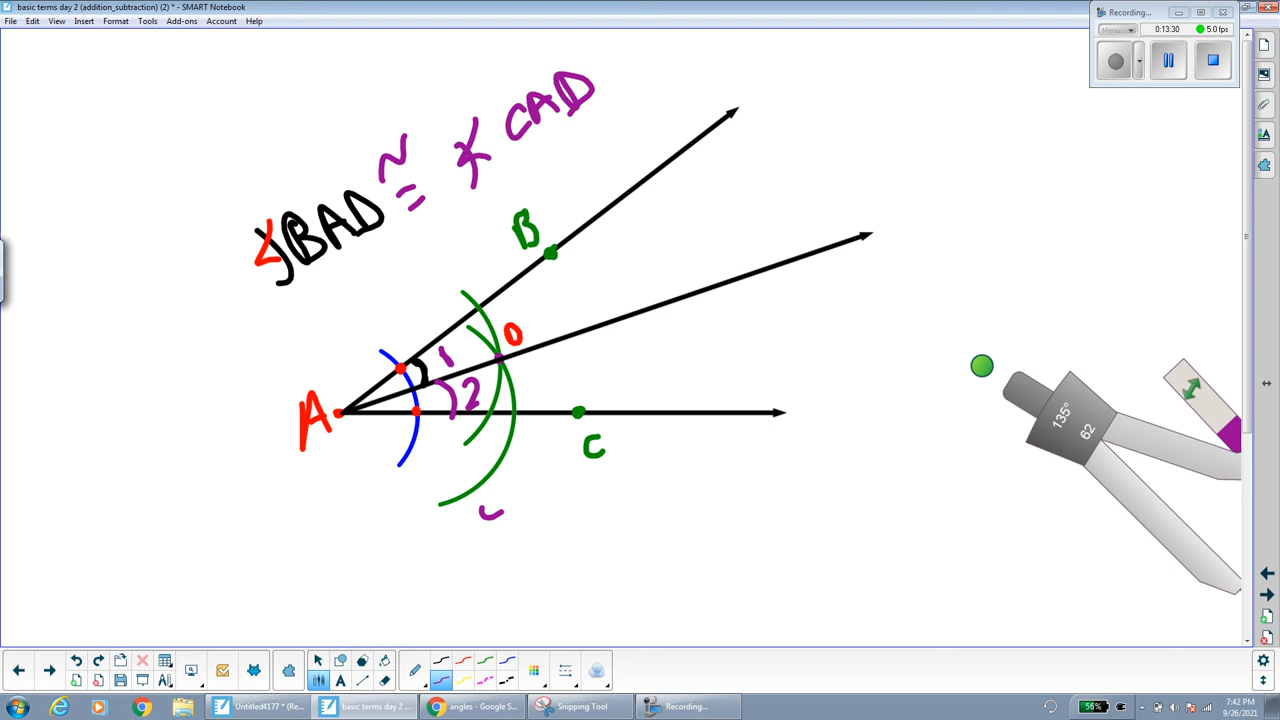 basic terms day 2 (addition_subtraction) (2) * - SMART Notebook
File Edit View Insert Format Tools Add-ons Account Help
Recording...
Menu 0:13:30 5.0 fps
∢BAD ≅ ∢ CAD
B
D
1
2
A
C
135°
62
Untitled4177 * (Re... basic terms day 2 ... angles - Google S... Snipping Tool Recording...
56% 7:42 PM
9/26/2021